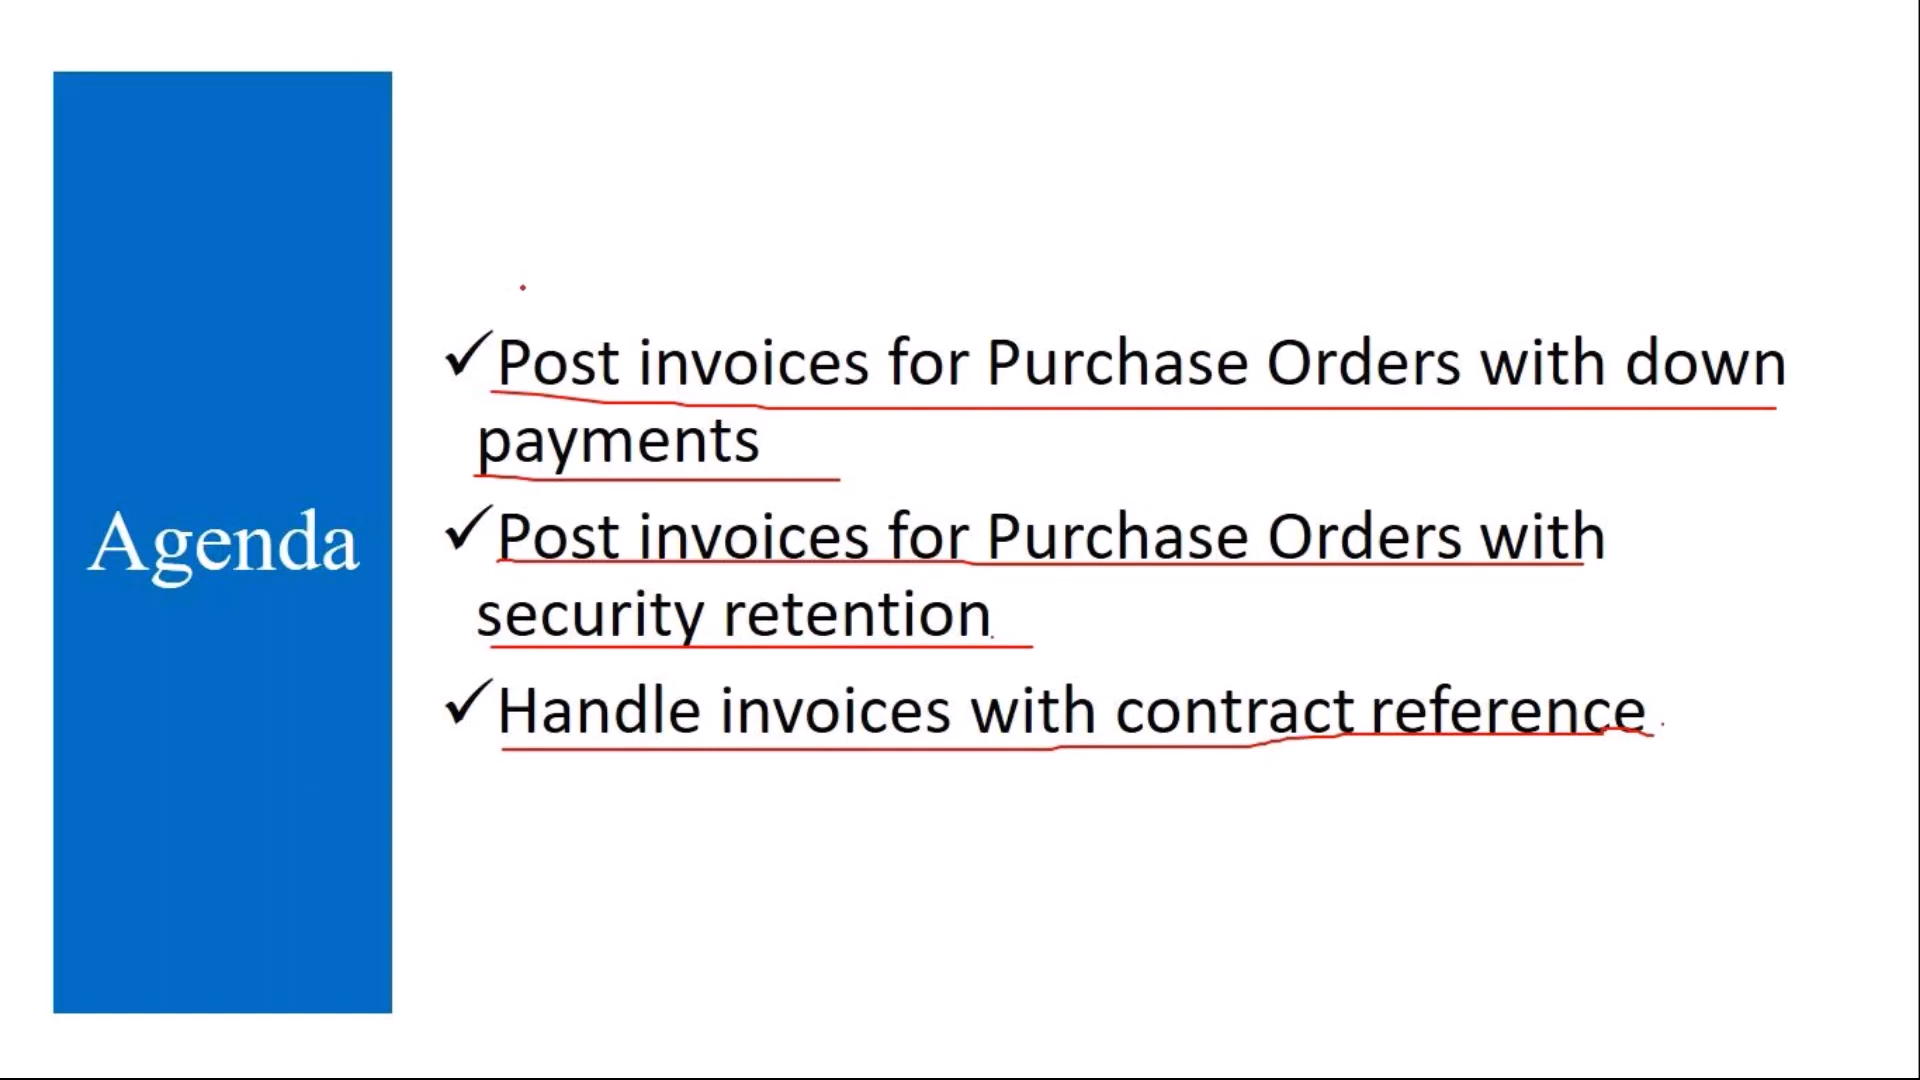 Agenda
✓Post invoices for Purchase Orders with down
payments
✓Post invoices for Purchase Orders with
security retention
✓Handle invoices with contract reference